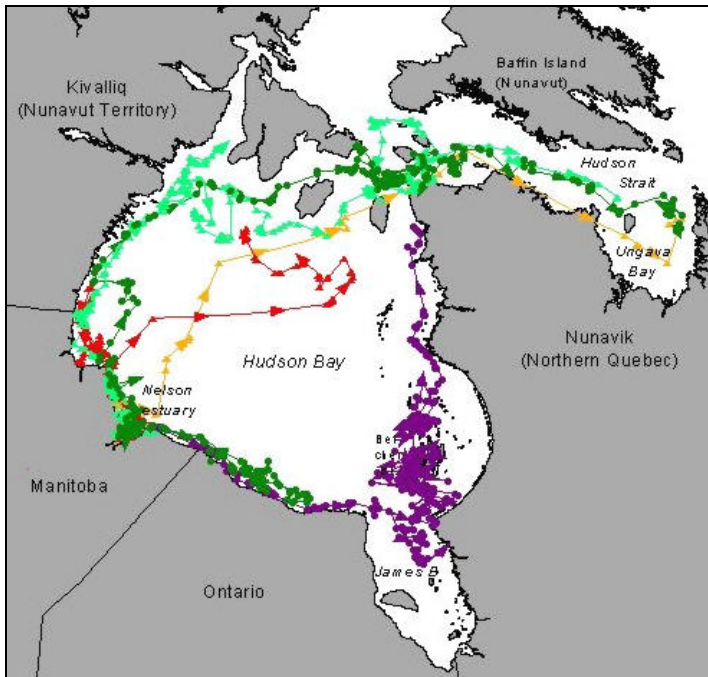 Baffin Island
(Nunavut)
Kivalliq
(Nunavut Territory)
Hudson
Strait
Ungava
Bay
Nunavik
(Northern Quebec)
Hudson Bay
Nelson
estuary
Manitoba
James B
Ontario